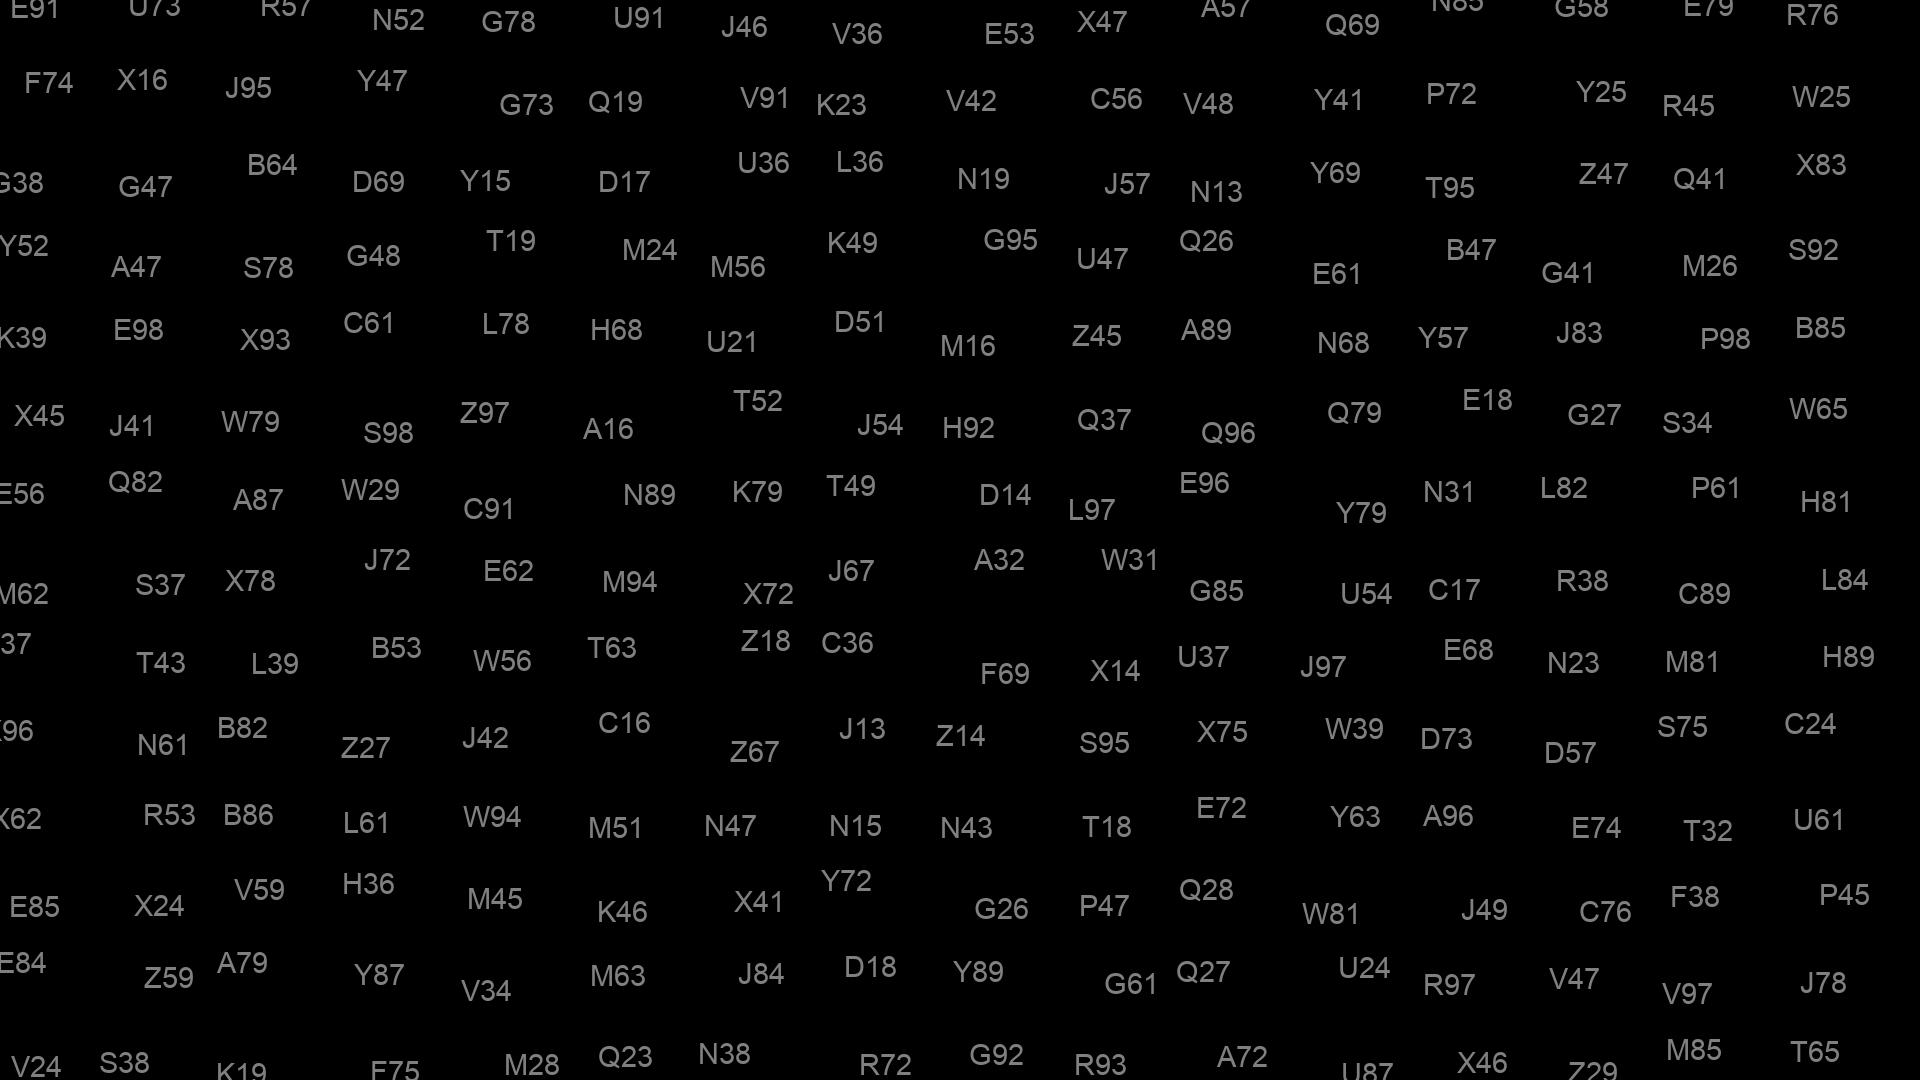 E91 U73 R57 N52 G78 U91 J46 V36 E53 X47 A57 Q69 N85 G58 E79 R76
F74 X16 J95 Y47 G73 Q19 V91 K23 V42 C56 V48 Y41 P72 Y25 R45 W25
G38 G47 B64 D69 Y15 D17 U36 L36 N19 J57 N13 Y69 T95 Z47 Q41 X83
Y52 A47 S78 G48 T19 M24 M56 K49 G95 U47 Q26 E61 B47 G41 M26 S92
K39 E98 X93 C61 L78 H68 U21 D51 M16 Z45 A89 N68 Y57 J83 P98 B85
X45 J41 W79 S98 Z97 A16 T52 J54 H92 Q37 Q96 Q79 E18 G27 S34 W65
E56 Q82 A87 W29 C91 N89 K79 T49 D14 L97 E96 Y79 N31 L82 P61 H81
M62 S37 X78 J72 E62 M94 X72 J67 A32 W31 G85 U54 C17 R38 C89 L84
37 T43 L39 B53 W56 T63 Z18 C36 F69 X14 U37 J97 E68 N23 M81 H89
96 N61 B82 Z27 J42 C16 Z67 J13 Z14 S95 X75 W39 D73 D57 S75 C24
X62 R53 B86 L61 W94 M51 N47 N15 N43 T18 E72 Y63 A96 E74 T32 U61
E85 X24 V59 H36 M45 K46 X41 Y72 G26 P47 Q28 W81 J49 C76 F38 P45
E84 Z59 A79 Y87 V34 M63 J84 D18 Y89 G61 Q27 U24 R97 V47 V97 J78
V24 S38 K19 F75 M28 Q23 N38 R72 G92 R93 A72 U87 X46 Z29 M85 T65